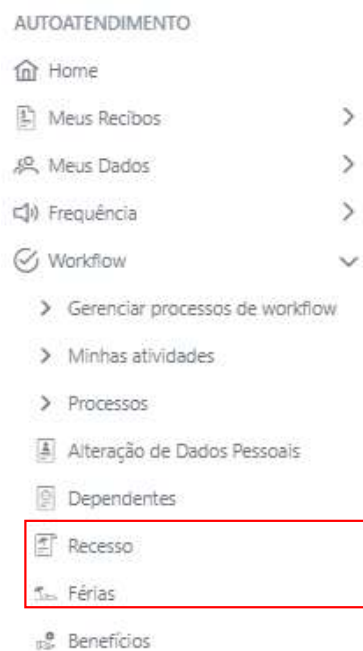 AUTOATENDIMENTO
Home
Meus Recibos
Meus Dados
Frequência
Workflow
Gerenciar processos de workflow
Minhas atividades
Processos
Alteração de Dados Pessoais
Dependentes
Recesso
Férias
Benefícios